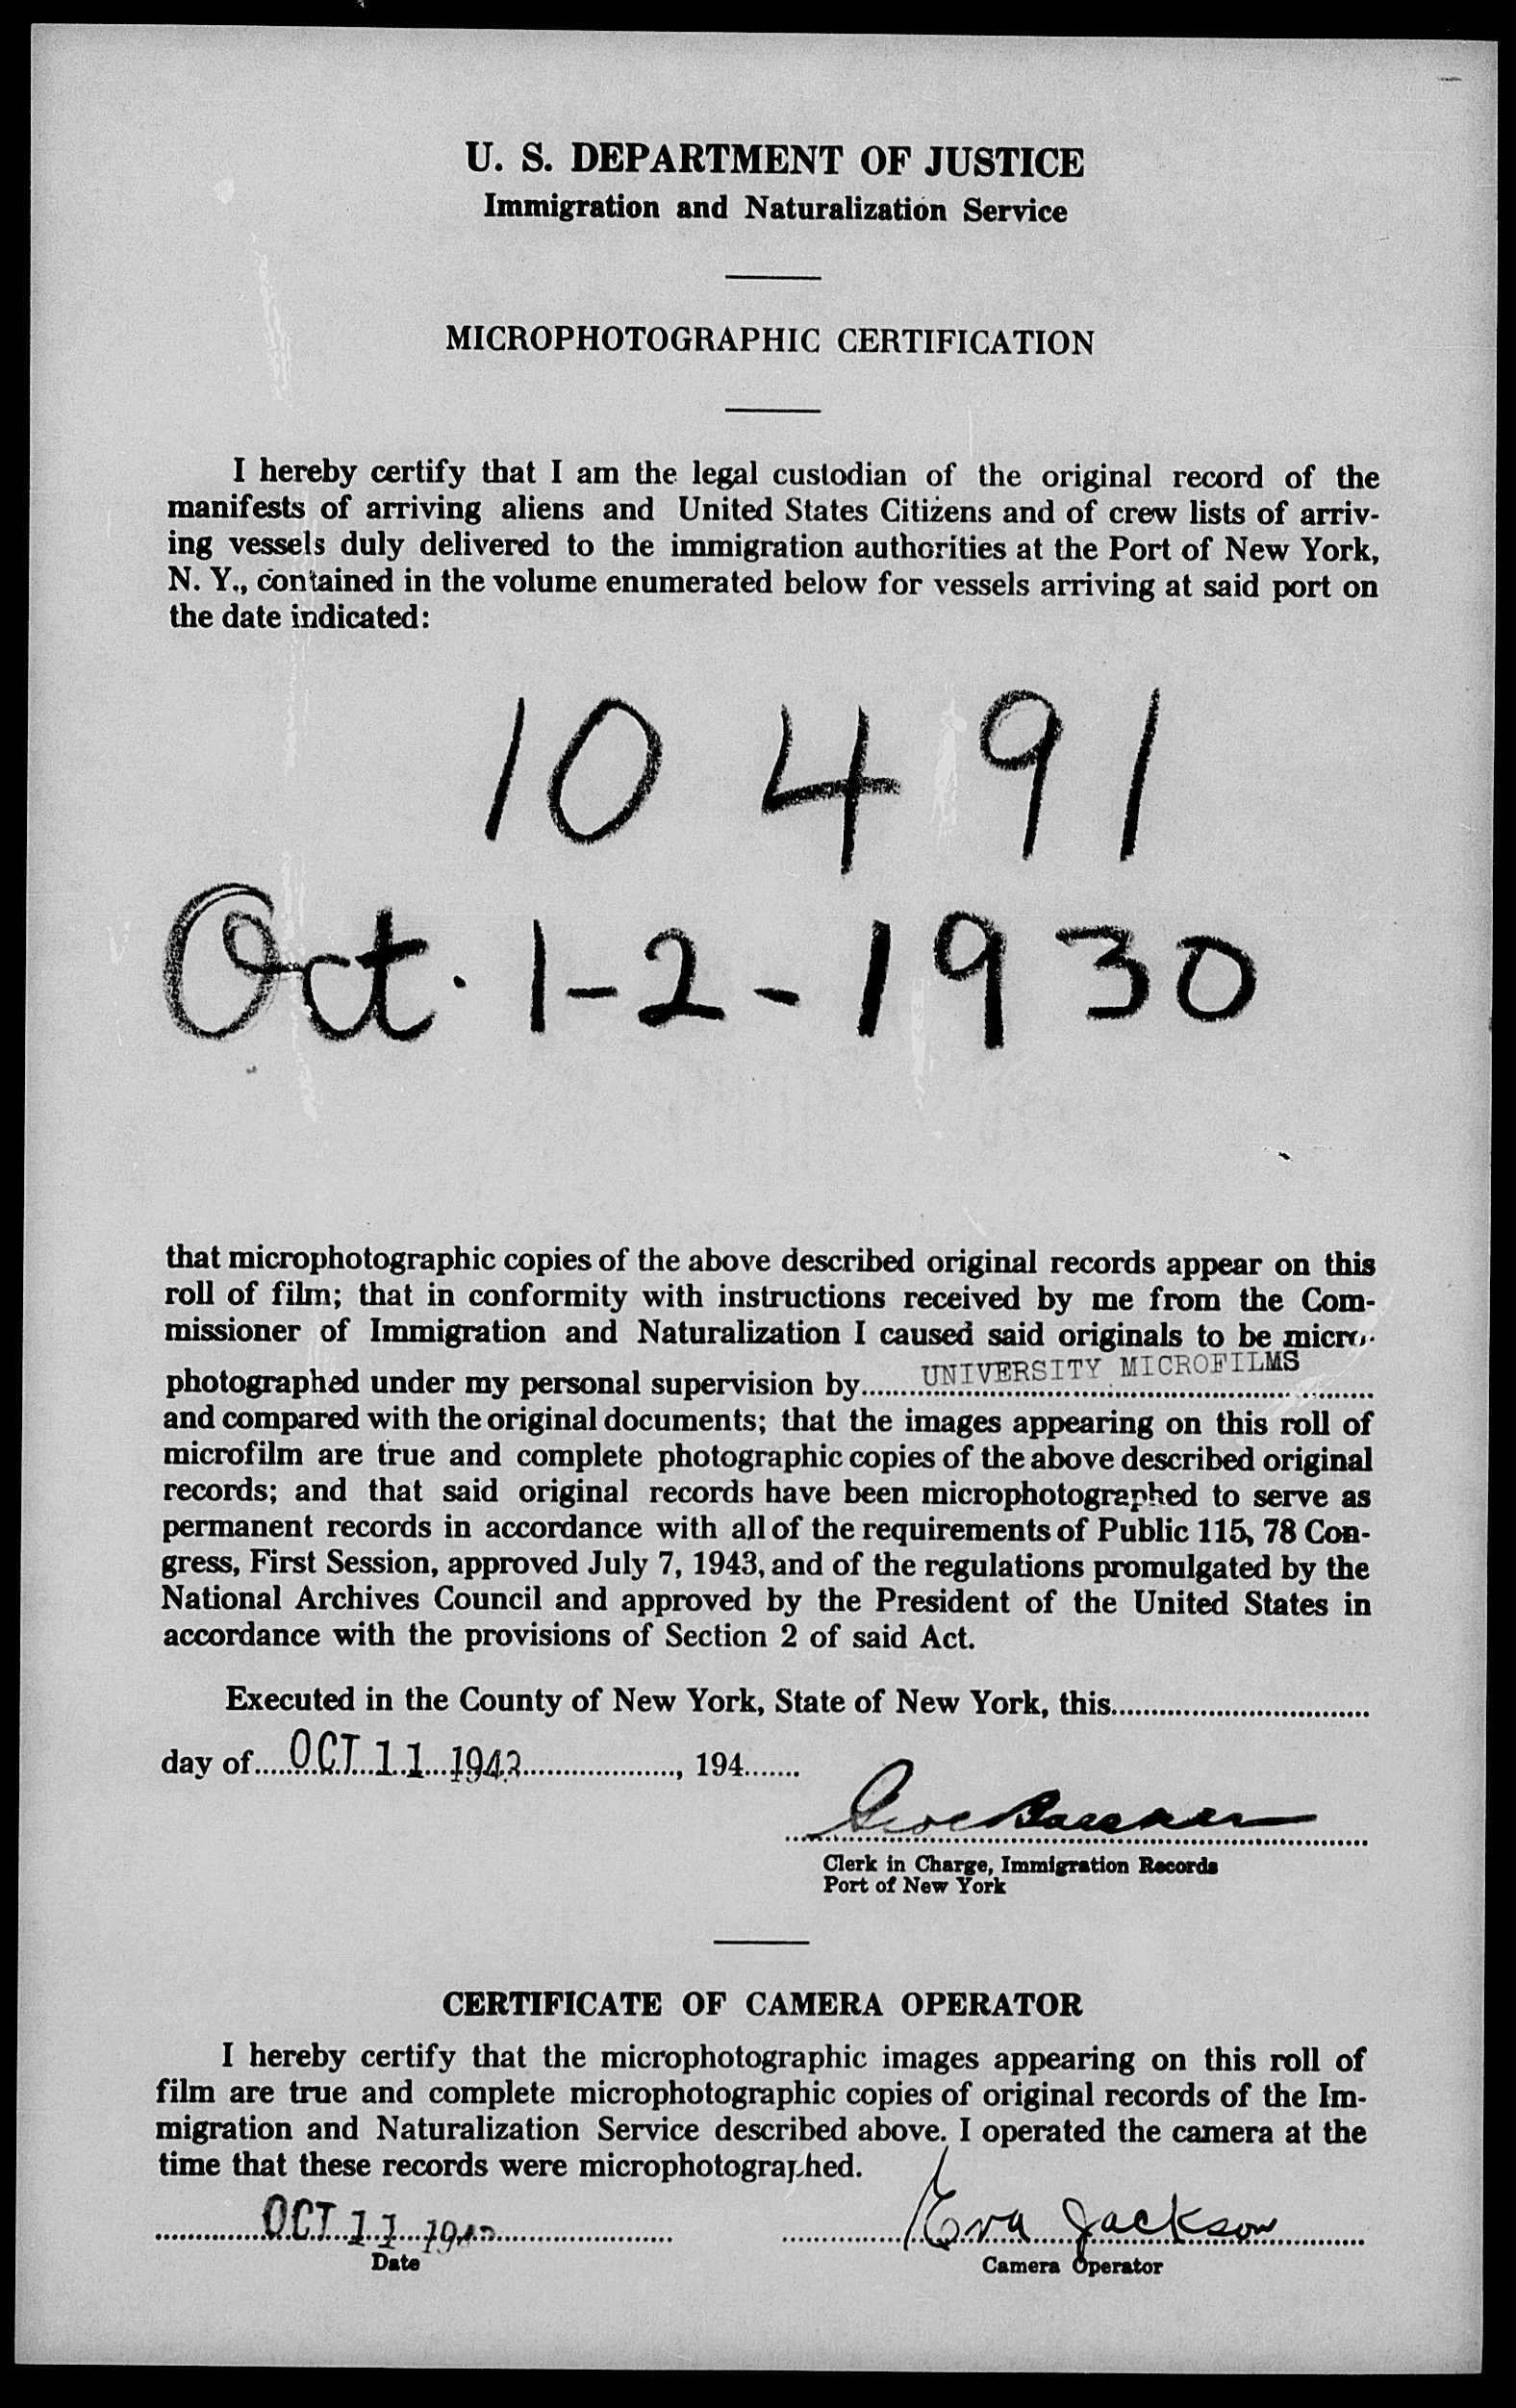 U. S. DEPARTMENT OF JUSTICE
Immigration and Naturalization Service
MICROPHOTOGRAPHIC CERTIFICATION
I hereby certify that I am the legal custodian of the original record of the
manifests of arriving aliens and United States Citizens and of crew lists of arriv-
ing vessels duly delivered to the immigration authorities at the Port of New York,
N. Y., contained in the volume enumerated below for vessels arriving at said port on
the date indicated:
10 4 91
Oct. 1-2-1930
that microphotographic copies of the above described original records appear on this
roll of film; that in conformity with instructions received by me from the Com-
missioner of Immigration and Naturalization I caused said originals to be micro-
photographed under my personal supervision by UNIVERSITY MICROFILMS
and compared with the original documents; that the images appearing on this roll of
microfilm are true and complete photographic copies of the above described original
records; and that said original records have been microphotographed to serve as
permanent records in accordance with all of the requirements of Public 115, 78 Con-
gress, First Session, approved July 7, 1943, and of the regulations promulgated by the
National Archives Council and approved by the President of the United States in
accordance with the provisions of Section 2 of said Act.
Executed in the County of New York, State of New York, this
day of OCT 11 1943, 194
Clerk in Charge, Immigration Records
Port of New York
CERTIFICATE OF CAMERA OPERATOR
I hereby certify that the microphotographic images appearing on this roll of
film are true and complete microphotographic copies of original records of the Im-
migration and Naturalization Service described above. I operated the camera at the
time that these records were microphotographed.
OCT 11 1943 Eva Jackson
Date Camera Operator